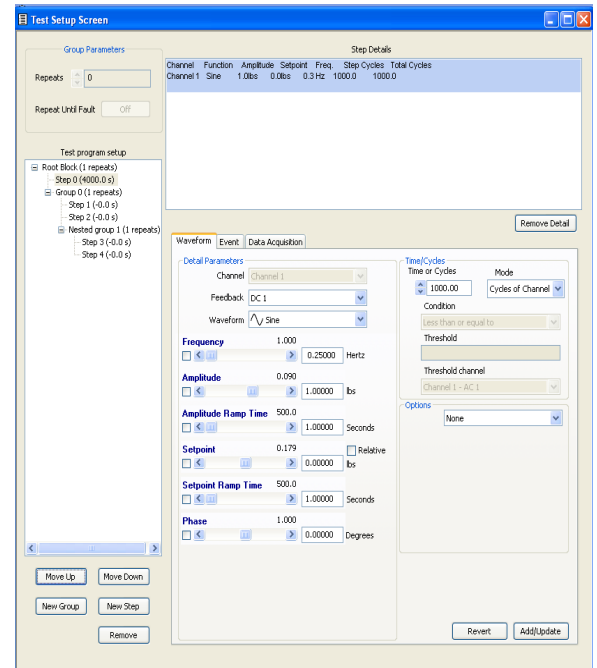 Test Setup Screen
Group Parameters
Repeats 0
Repeat Until Fault Off
Step Details
Channel Function Amplitude Setpoint Freq. Step Cycles Total Cycles
Channel 1 Sine 1.0lbs 0.0lbs 0.3 Hz 1000.0 1000.0
Remove Detail
Test program setup
Root Block (1 repeats)
Step 0 (4000.0 s)
Group 0 (1 repeats)
Step 1 (-0.0 s)
Step 2 (-0.0 s)
Nested group 1 (1 repeats)
Step 3 (-0.0 s)
Step 4 (-0.0 s)
Move Up Move Down
New Group New Step
Remove
Waveform Event Data Acquisition
Detail Parameters
Channel Channel 1
Feedback DC 1
Waveform Sine
Frequency 1.000
0.25000 Hertz
Amplitude 0.090
1.00000 lbs
Amplitude Ramp Time 500.0
1.00000 Seconds
Setpoint 0.179 Relative
0.00000 lbs
Setpoint Ramp Time 500.0
1.00000 Seconds
Phase 1.000
0.00000 Degrees
Time/Cycles
Time or Cycles Mode
1000.00 Cycles of Channel
Condition
Less than or equal to
Threshold
Threshold channel
Channel 1 - AC 1
Options
None
Revert Add/Update